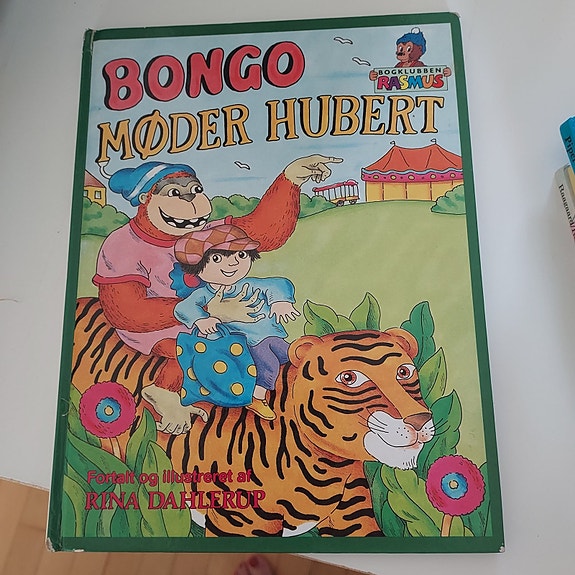 BONGO
MØDER HUBERT
BOGKLUBBEN
RASMUS
Fortalt og illustreret af
RINA DAHLERUP